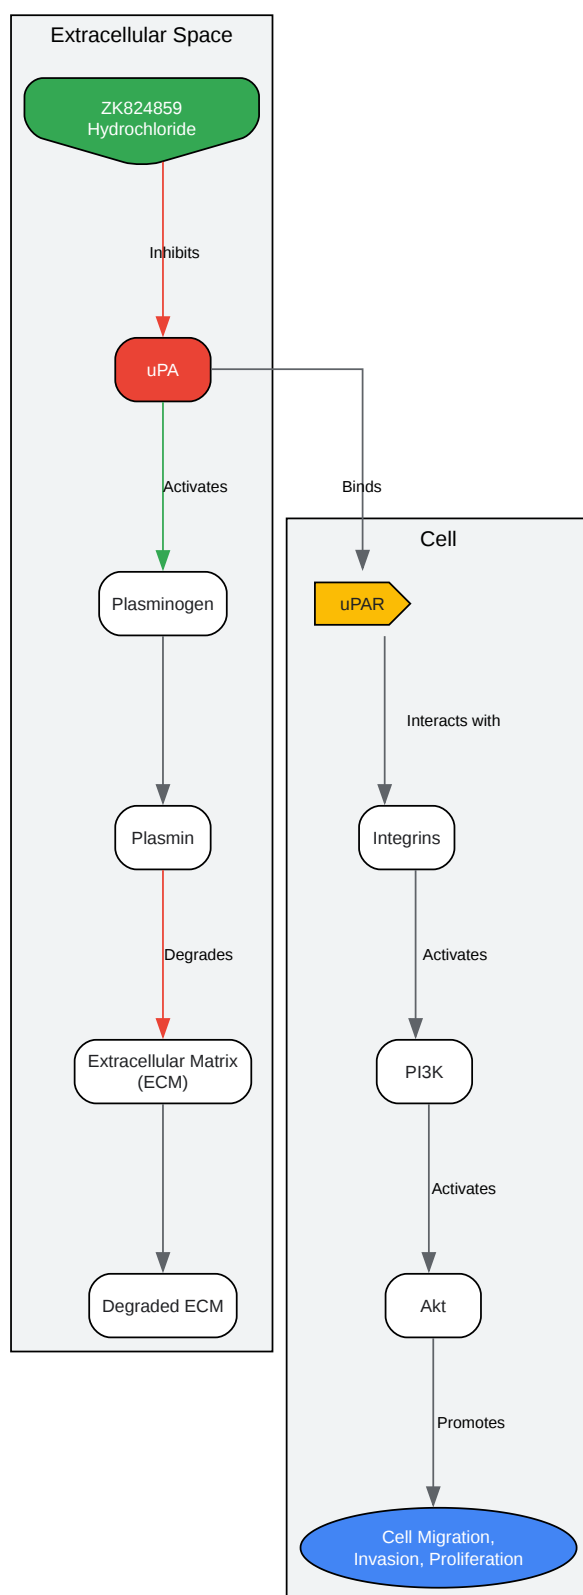 Extracellular Space
ZK824859
Hydrochloride
Inhibits
uPA
Activates
Binds
Cell
Plasminogen
uPAR
Interacts with
Plasmin
Integrins
Degrades
Activates
Extracellular Matrix
(ECM)
PI3K
Activates
Degraded ECM
Akt
Promotes
Cell Migration,
Invasion, Proliferation